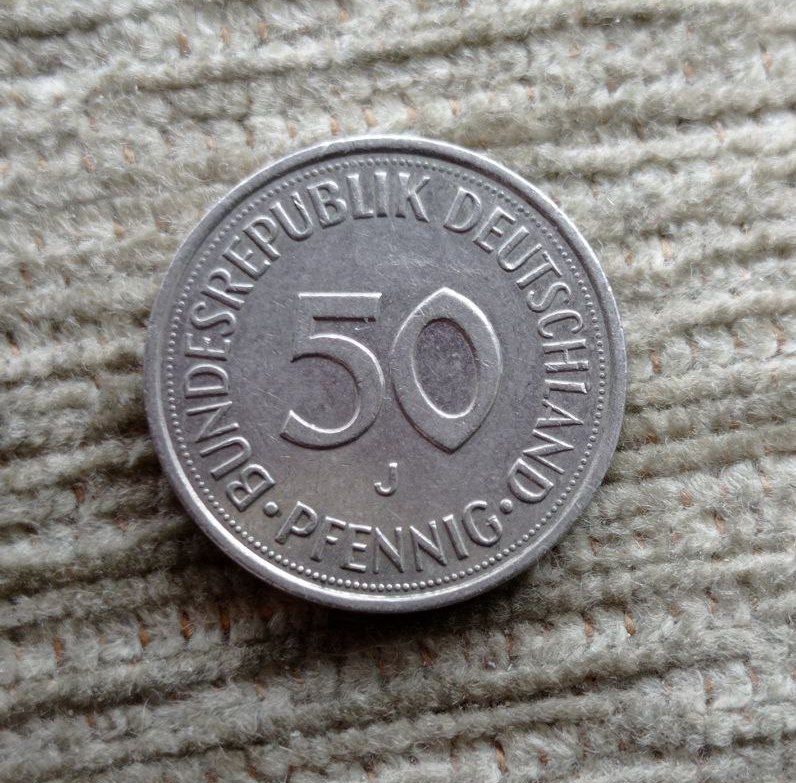 BUNDESREPUBLIK DEUTSCHLAND
50
J
· PFENNIG ·